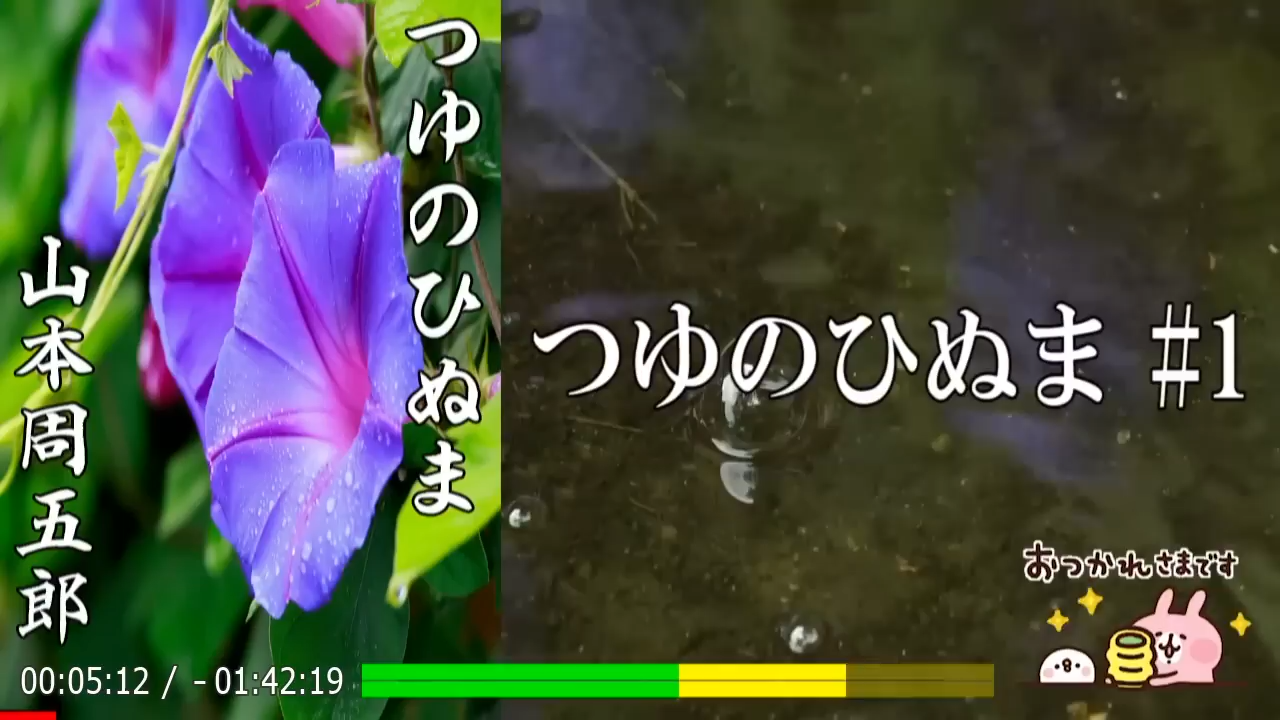 つゆのひぬま
山本周五郎
つゆのひぬま #1
おつかれさまです
00:05:12 / -01:42:19